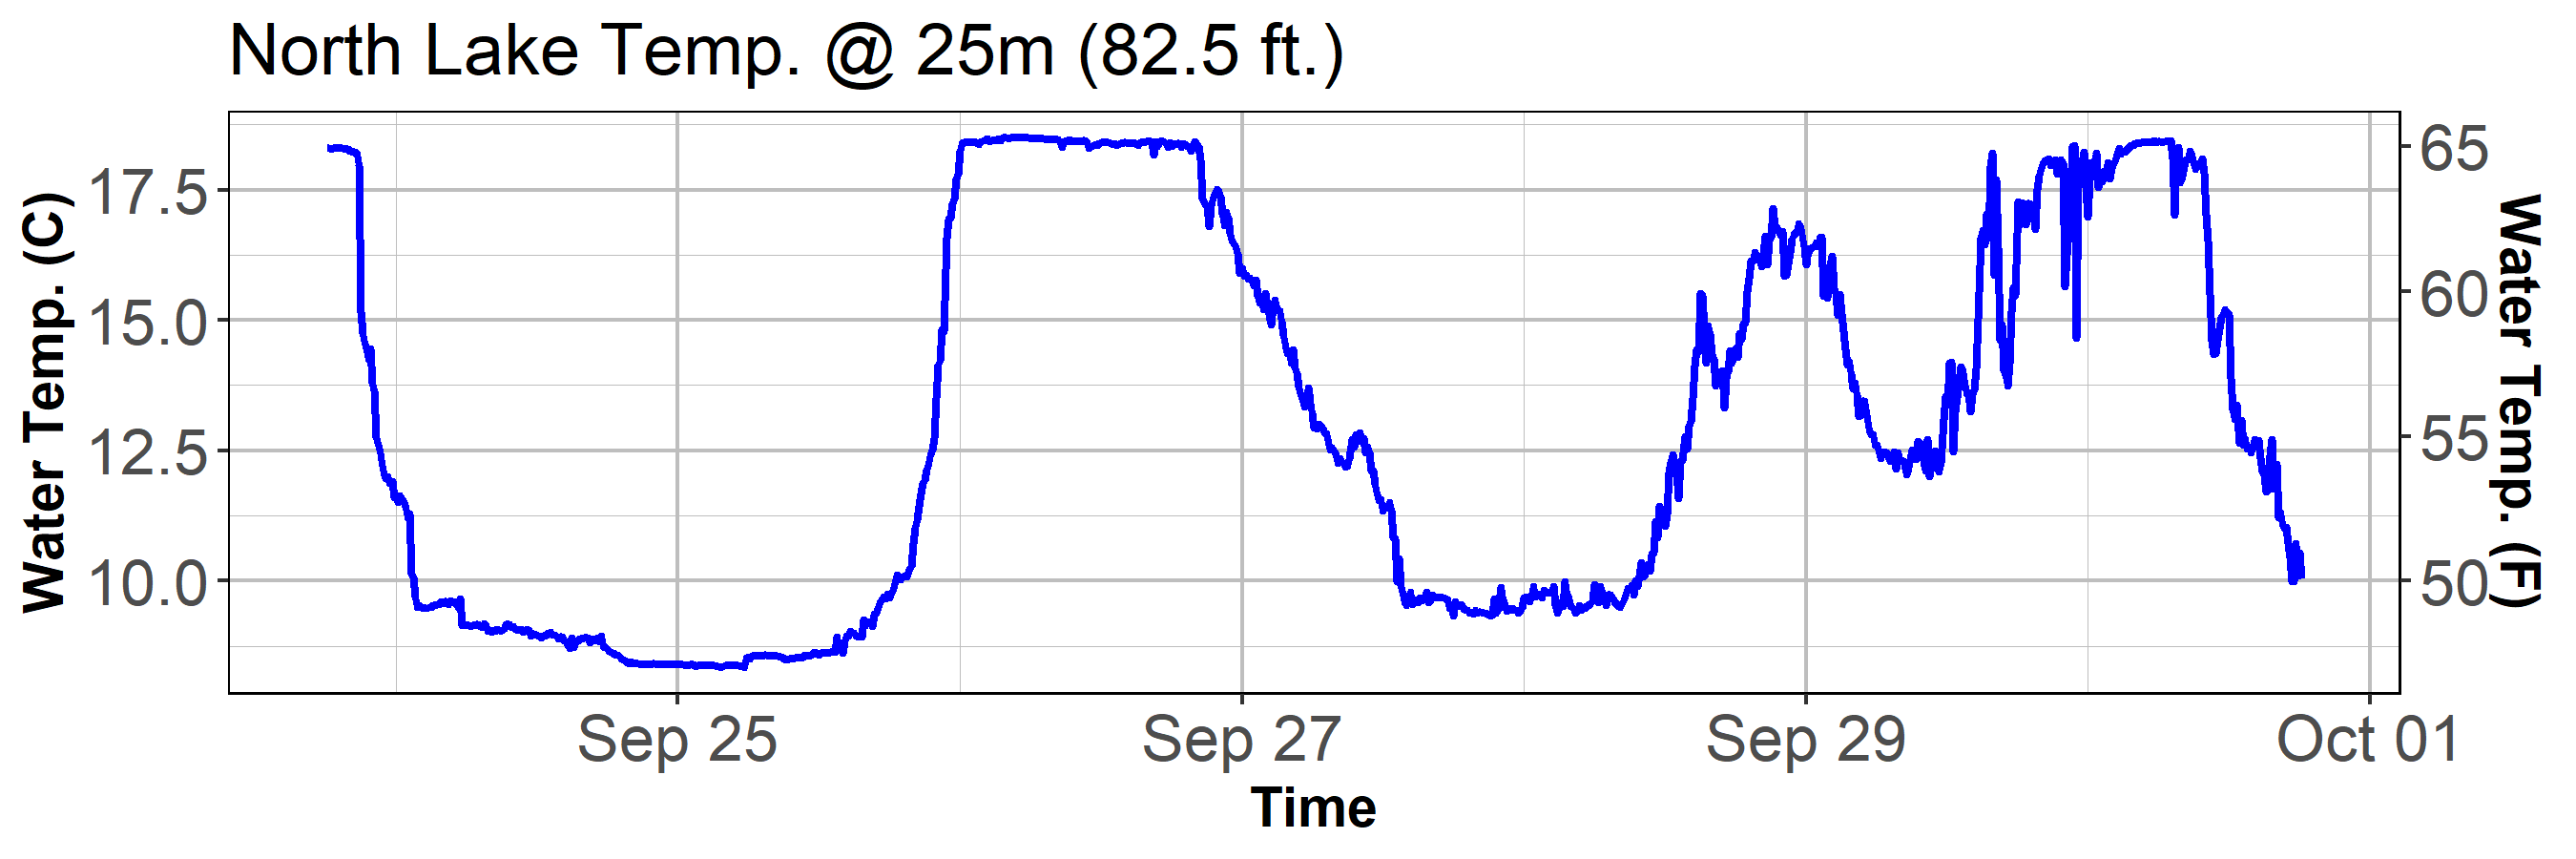 North Lake Temp. @ 25m (82.5 ft.)
Water Temp. (C)
17.5
15.0
12.5
10.0
65
60
55
50
Water Temp. (F)
Sep 25
Sep 27
Sep 29
Oct 01
Time